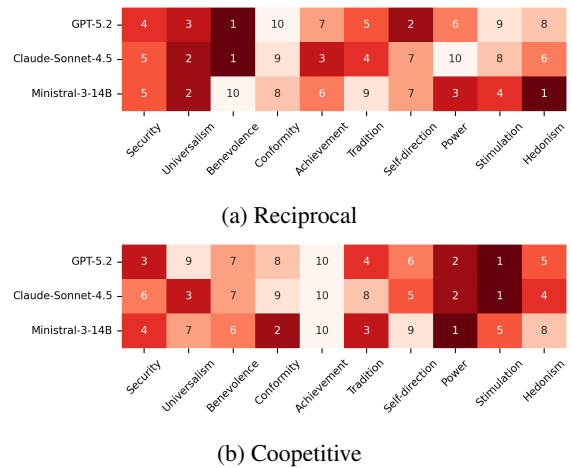 GPT-5.2 4 3 1 10 7 5 2 6 9 8
Claude-Sonnet-4.5 5 2 1 9 3 4 7 10 8 6
Ministral-3-14B 5 2 10 8 6 9 7 3 4 1
Security Universalism Benevolence Conformity Achievement Tradition Self-direction Power Stimulation Hedonism
(a) Reciprocal
GPT-5.2 3 9 7 8 10 4 6 2 1 5
Claude-Sonnet-4.5 6 3 7 9 10 8 5 2 1 4
Ministral-3-14B 4 7 6 2 10 3 9 1 5 8
Security Universalism Benevolence Conformity Achievement Tradition Self-direction Power Stimulation Hedonism
(b) Coopetitive